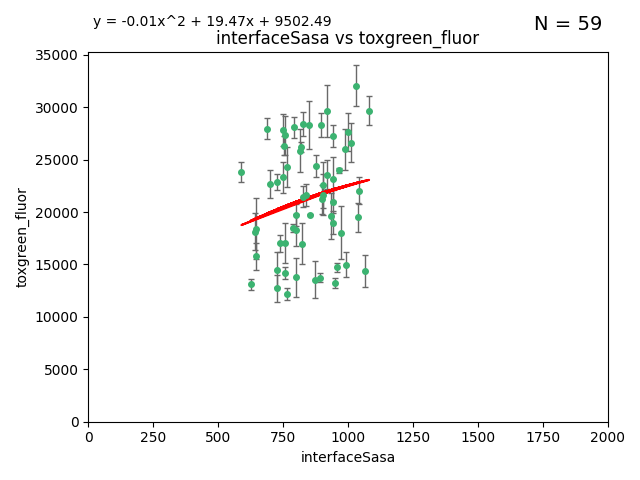 y = -0.01x^2 + 19.47x + 9502.49
N = 59
interfaceSasa vs toxgreen_fluor
35000
30000
25000
20000
15000
10000
5000
0
toxgreen_fluor
0 250 500 750 1000 1250 1500 1750 2000
interfaceSasa